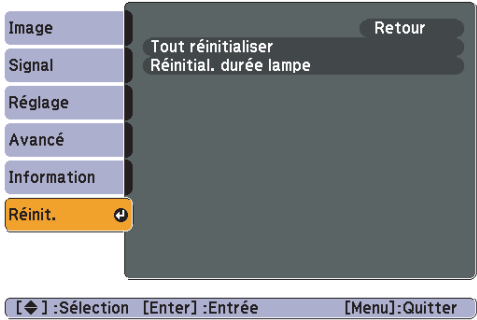 Image
Signal
Réglage
Avancé
Information
Réinit.
Retour
Tout réinitialiser
Réinitial. durée lampe
[◆] :Sélection [Enter] :Entrée [Menu]:Quitter